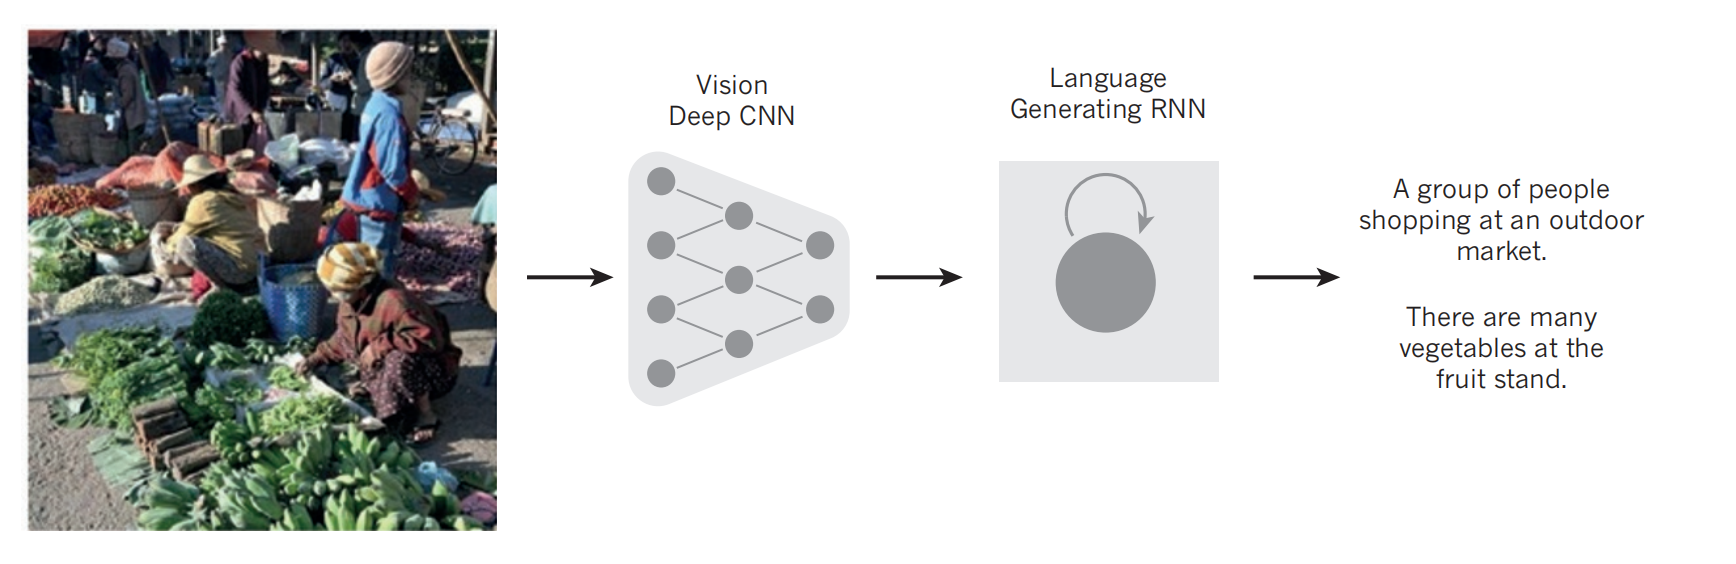 Vision
Deep CNN
Language
Generating RNN
A group of people
shopping at an outdoor
market.
There are many
vegetables at the
fruit stand.